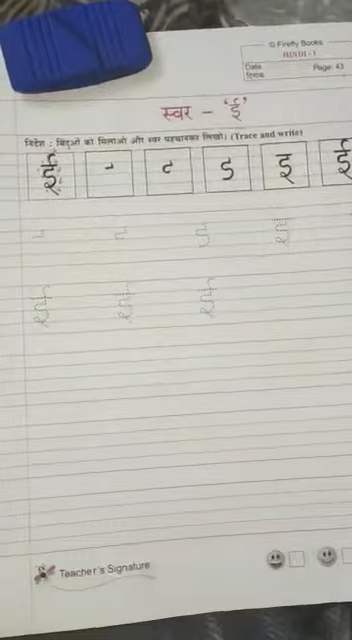 © Firefly Books
HINDI - 1
Date
Page: 43
स्वर – 'ई'
निर्देश : बिंदुओं को मिलाओ और स्वर पहचानकर लिखो। (Trace and write)
ई ड इ ई
Teacher's Signature